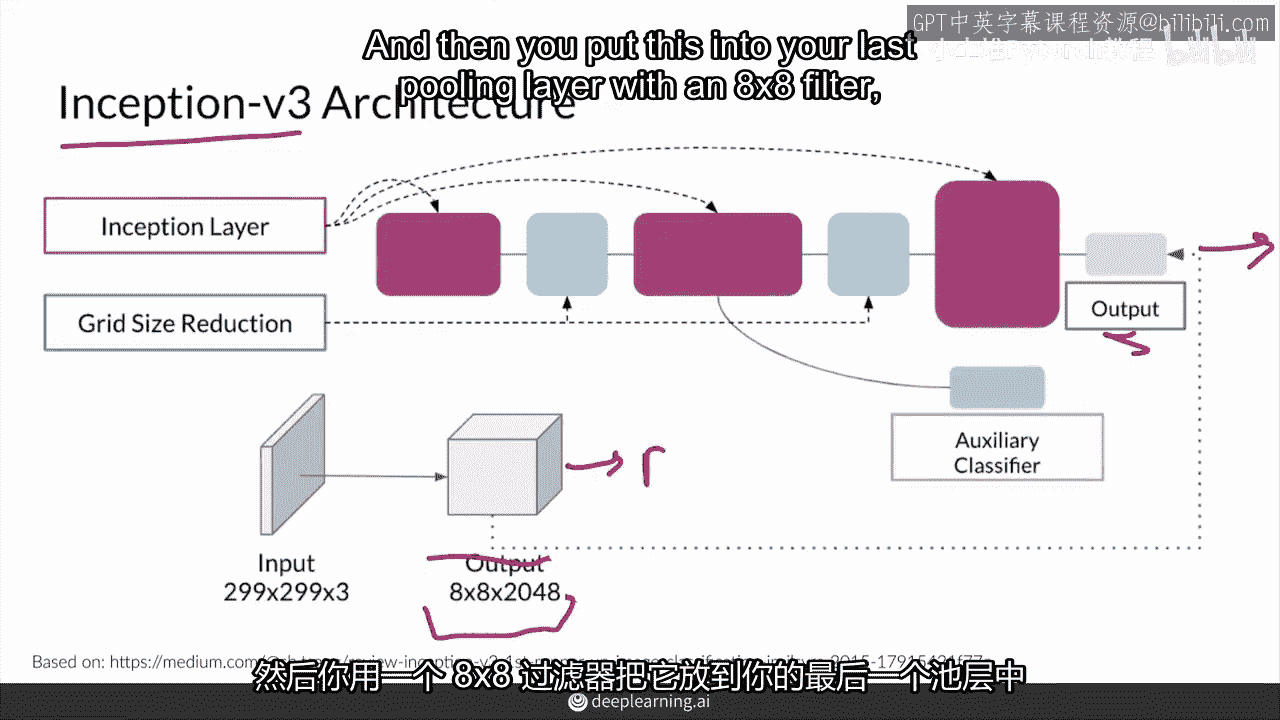 GPT中英字幕课程资源@bilibili.com
And then you put this into your last
pooling layer with an 8x8 filter,
Inception-v3 Architecture
Inception Layer
Grid Size Reduction
Output
Auxiliary
Classifier
Input
299x299x3
Output
8x8x2048
Based on: https://medium.com/
然后你用一个 8x8 过滤器把它放到你的最后一个池层中
deeplearning.ai